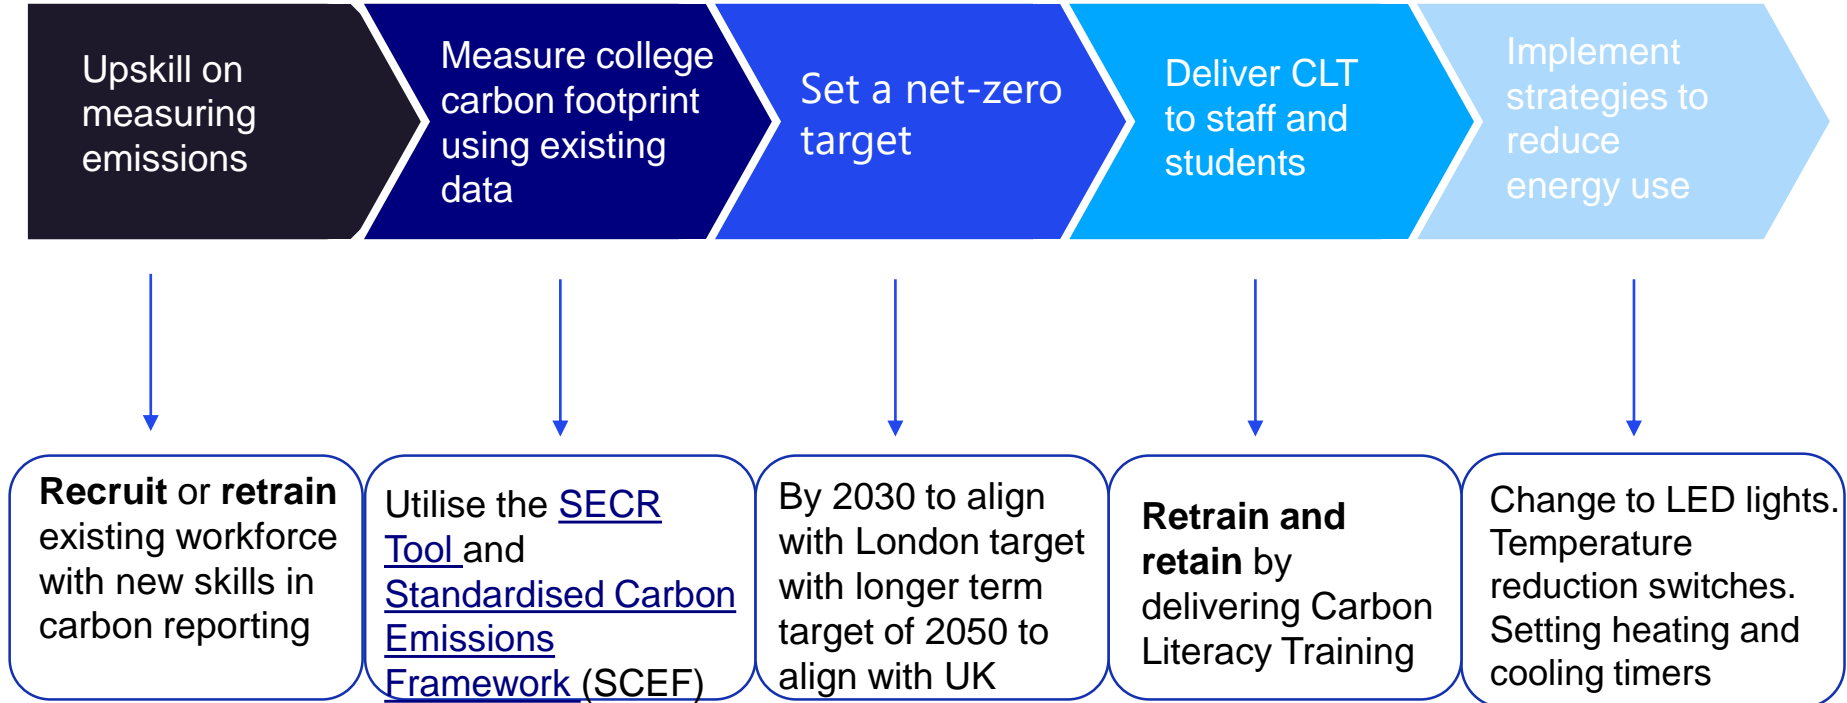 Upskill on
measuring
emissions
Measure college
carbon footprint
using existing
data
Set a net-zero
target
Deliver CLT
to staff and
students
Implement
strategies to
reduce
energy use
Recruit or retrain
existing workforce
with new skills in
carbon reporting
Utilise the SECR
Tool and
Standardised Carbon
Emissions
Framework (SCEF)
By 2030 to align
with London target
with longer term
target of 2050 to
align with UK
Retrain and
retain by
delivering Carbon
Literacy Training
Change to LED lights.
Temperature
reduction switches.
Setting heating and
cooling timers